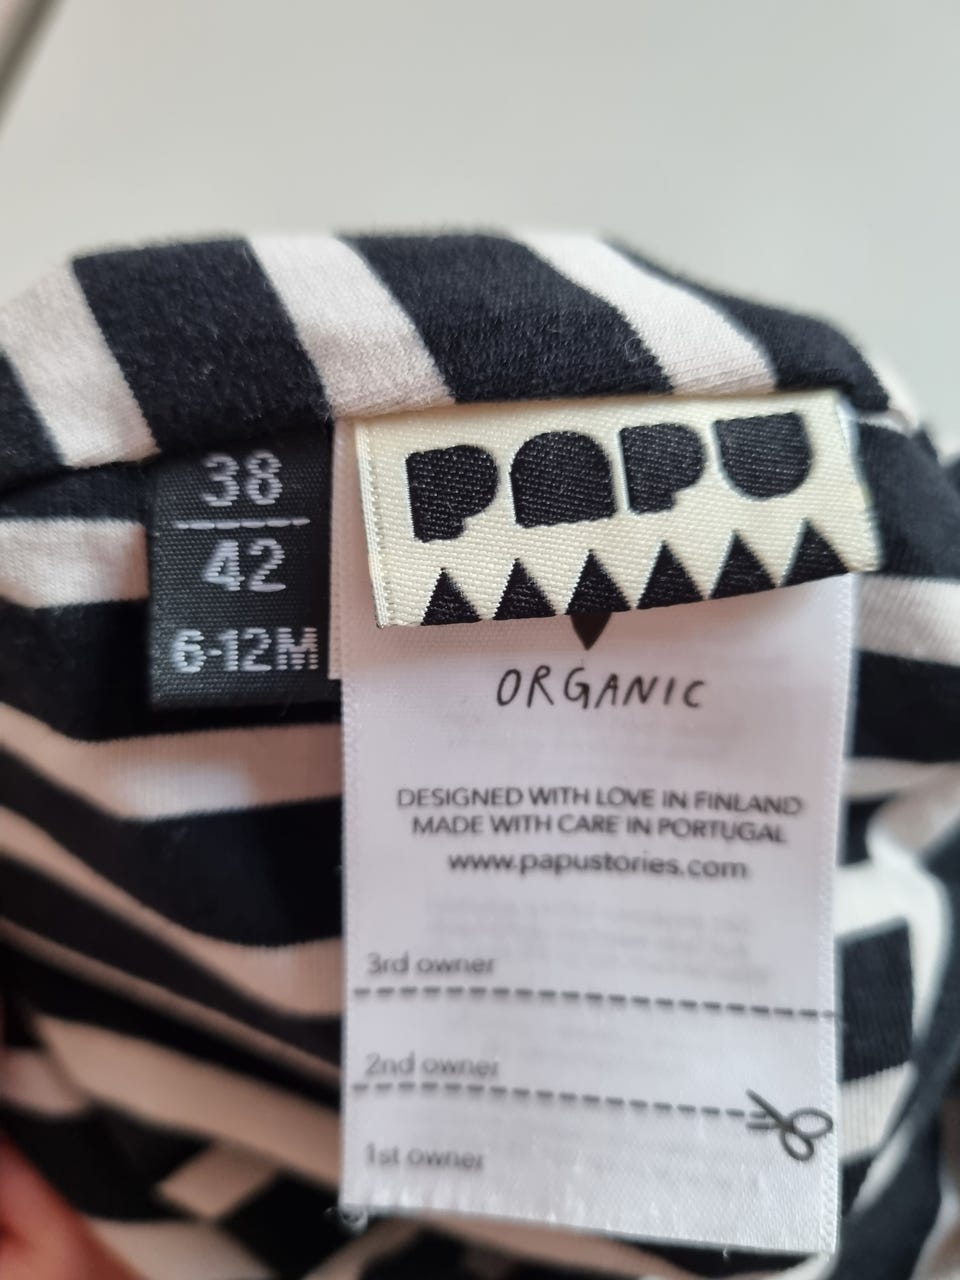 38
42
6-12M
PAPU
ORGANIC
DESIGNED WITH LOVE IN FINLAND
MADE WITH CARE IN PORTUGAL
www.papustories.com
3rd owner
2nd owner
1st owner